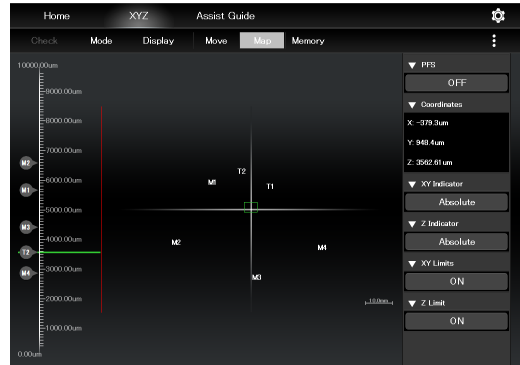 Home XYZ Assist Guide
Check Mode Display Move Map Memory
10000.00um
9000.00um
8000.00um
6000.00um
5000.00um
4000.00um
3000.00um
2000.00um
1000.00um
0.00um
M2
M1
M3
T2
M4
T2
M1
T1
M2
M4
M3
10.0mm
PFS
OFF
Coordinates
X: -379.3um
Y: 948.4um
Z: 3562.61um
XY Indicator
Absolute
Z Indicator
Absolute
XY Limits
ON
Z Limit
ON